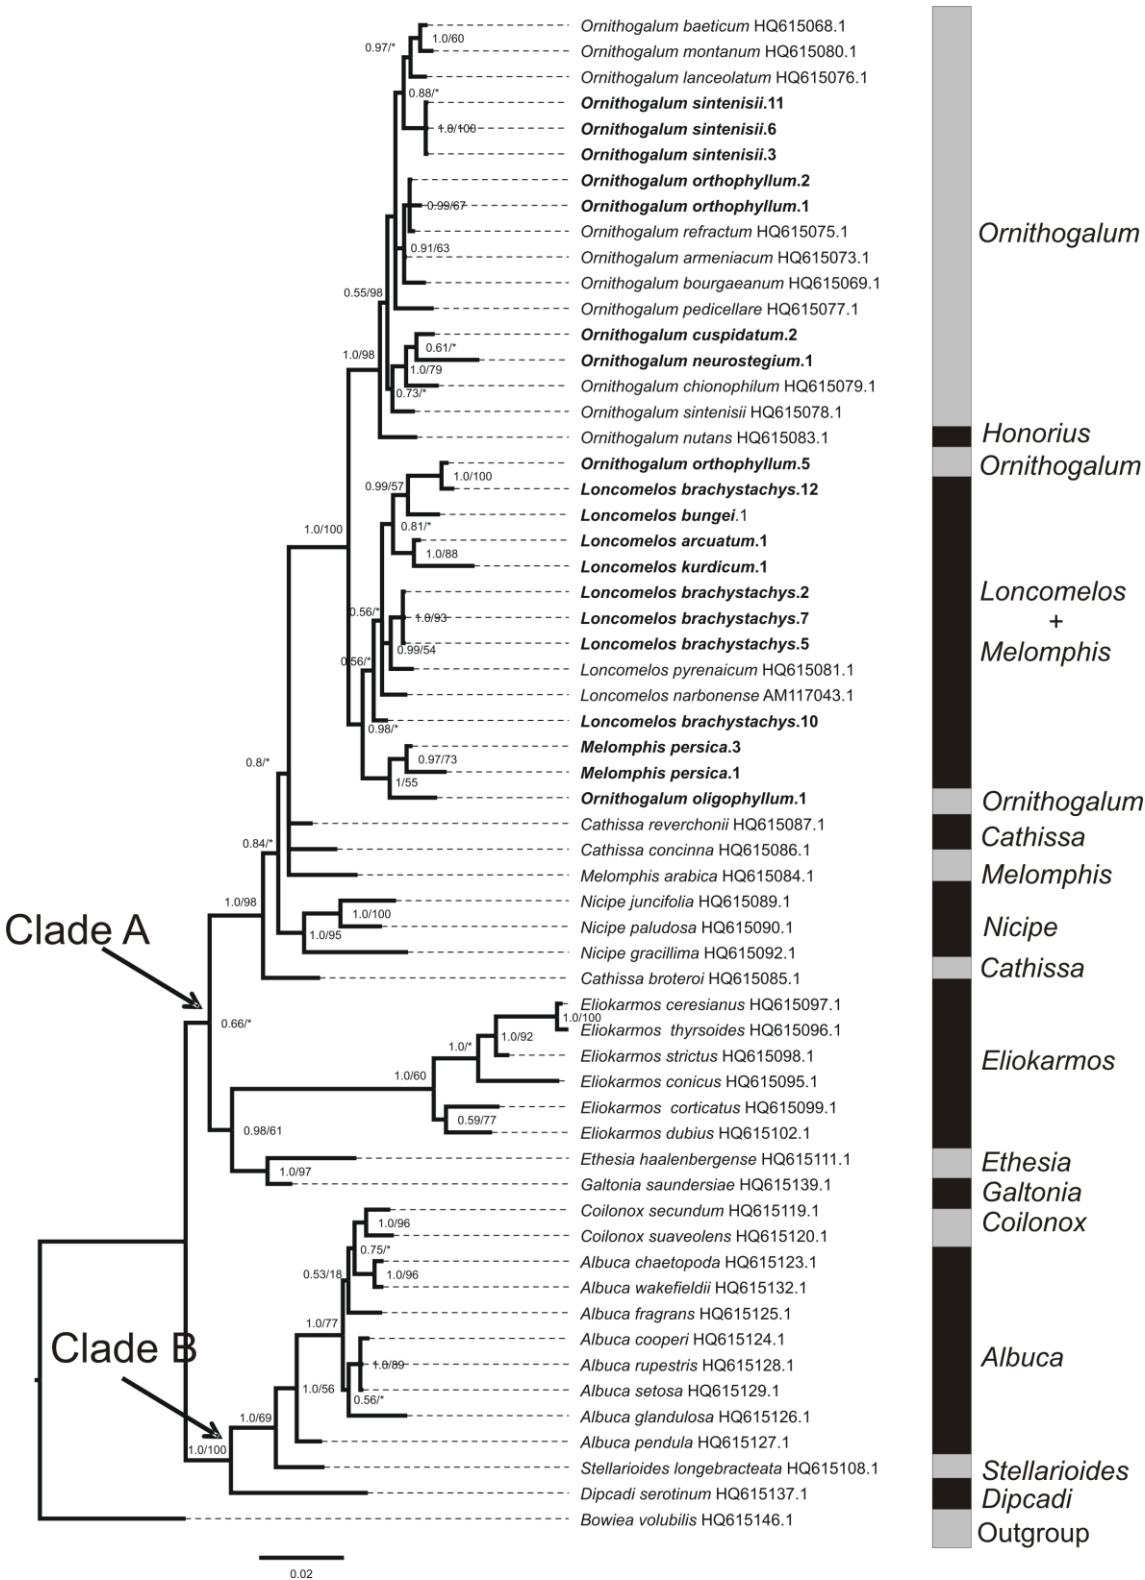 Ornithogalum baeticum HQ615068.1
1.0/60
0.97/*
Ornithogalum montanum HQ615080.1
Ornithogalum lanceolatum HQ615076.1
0.88/*
Ornithogalum sintenisii.11
1.0/100
Ornithogalum sintenisii.6
Ornithogalum sintenisii.3
Ornithogalum orthophyllum.2
0.99/67
Ornithogalum orthophyllum.1
Ornithogalum refractum HQ615075.1
Ornithogalum
0.91/63
Ornithogalum armeniacum HQ615073.1
Ornithogalum bourgaeanum HQ615069.1
0.55/98
Ornithogalum pedicellare HQ615077.1
Ornithogalum cuspidatum.2
0.61/*
1.0/98
Ornithogalum neurostegium.1
1.0/79
Ornithogalum chionophilum HQ615079.1
0.73/*
Ornithogalum sintenisii HQ615078.1
Ornithogalum nutans HQ615083.1
Honorius
Ornithogalum orthophyllum.5
Ornithogalum
1.0/100
0.99/57
Loncomelos brachystachys.12
Loncomelos bungei.1
0.81/*
1.0/100
Loncomelos arcuatum.1
1.0/88
Loncomelos kurdicum.1
Loncomelos brachystachys.2
Loncomelos
0.56/*
1.0/93
Loncomelos brachystachys.7
+
Loncomelos brachystachys.5
0.99/54
Melomphis
0.56/*
Loncomelos pyrenaicum HQ615081.1
Loncomelos narbonense AM117043.1
0.98/*
Loncomelos brachystachys.10
Melomphis persica.3
0.97/73
0.8/*
Melomphis persica.1
1/55
Ornithogalum oligophyllum.1
Ornithogalum
Cathissa reverchonii HQ615087.1
Cathissa
0.84/*
Cathissa concinna HQ615086.1
Melomphis arabica HQ615084.1
Melomphis
1.0/98
Nicipe juncifolia HQ615089.1
1.0/100
Nicipe paludosa HQ615090.1
Nicipe
Clade A
1.0/95
Nicipe gracillima HQ615092.1
Cathissa broteroi HQ615085.1
Cathissa
0.66/*
Eliokarmos ceresianus HQ615097.1
1.0/100
Eliokarmos thyrsoides HQ615096.1
1.0/92
1.0/*
Eliokarmos strictus HQ615098.1
Eliokarmos
1.0/60
Eliokarmos conicus HQ615095.1
Eliokarmos corticatus HQ615099.1
0.59/77
0.98/61
Eliokarmos dubius HQ615102.1
Ethesia haalenbergense HQ615111.1
Ethesia
1.0/97
Galtonia saundersiae HQ615139.1
Galtonia
Coilonox secundum HQ615119.1
Coilonox
1.0/96
Coilonox suaveolens HQ615120.1
0.75/*
Albuca chaetopoda HQ615123.1
0.53/18
1.0/96
Albuca wakefieldii HQ615132.1
Albuca fragrans HQ615125.1
1.0/77
Albuca cooperi HQ615124.1
Clade B
1.0/89
Albuca rupestris HQ615128.1
Albuca
1.0/56
Albuca setosa HQ615129.1
0.56/*
Albuca glandulosa HQ615126.1
1.0/69
Albuca pendula HQ615127.1
1.0/100
Stellarioides longebracteata HQ615108.1
Stellarioides
Dipcadi serotinum HQ615137.1
Dipcadi
Bowiea volubilis HQ615146.1
Outgroup
0.02